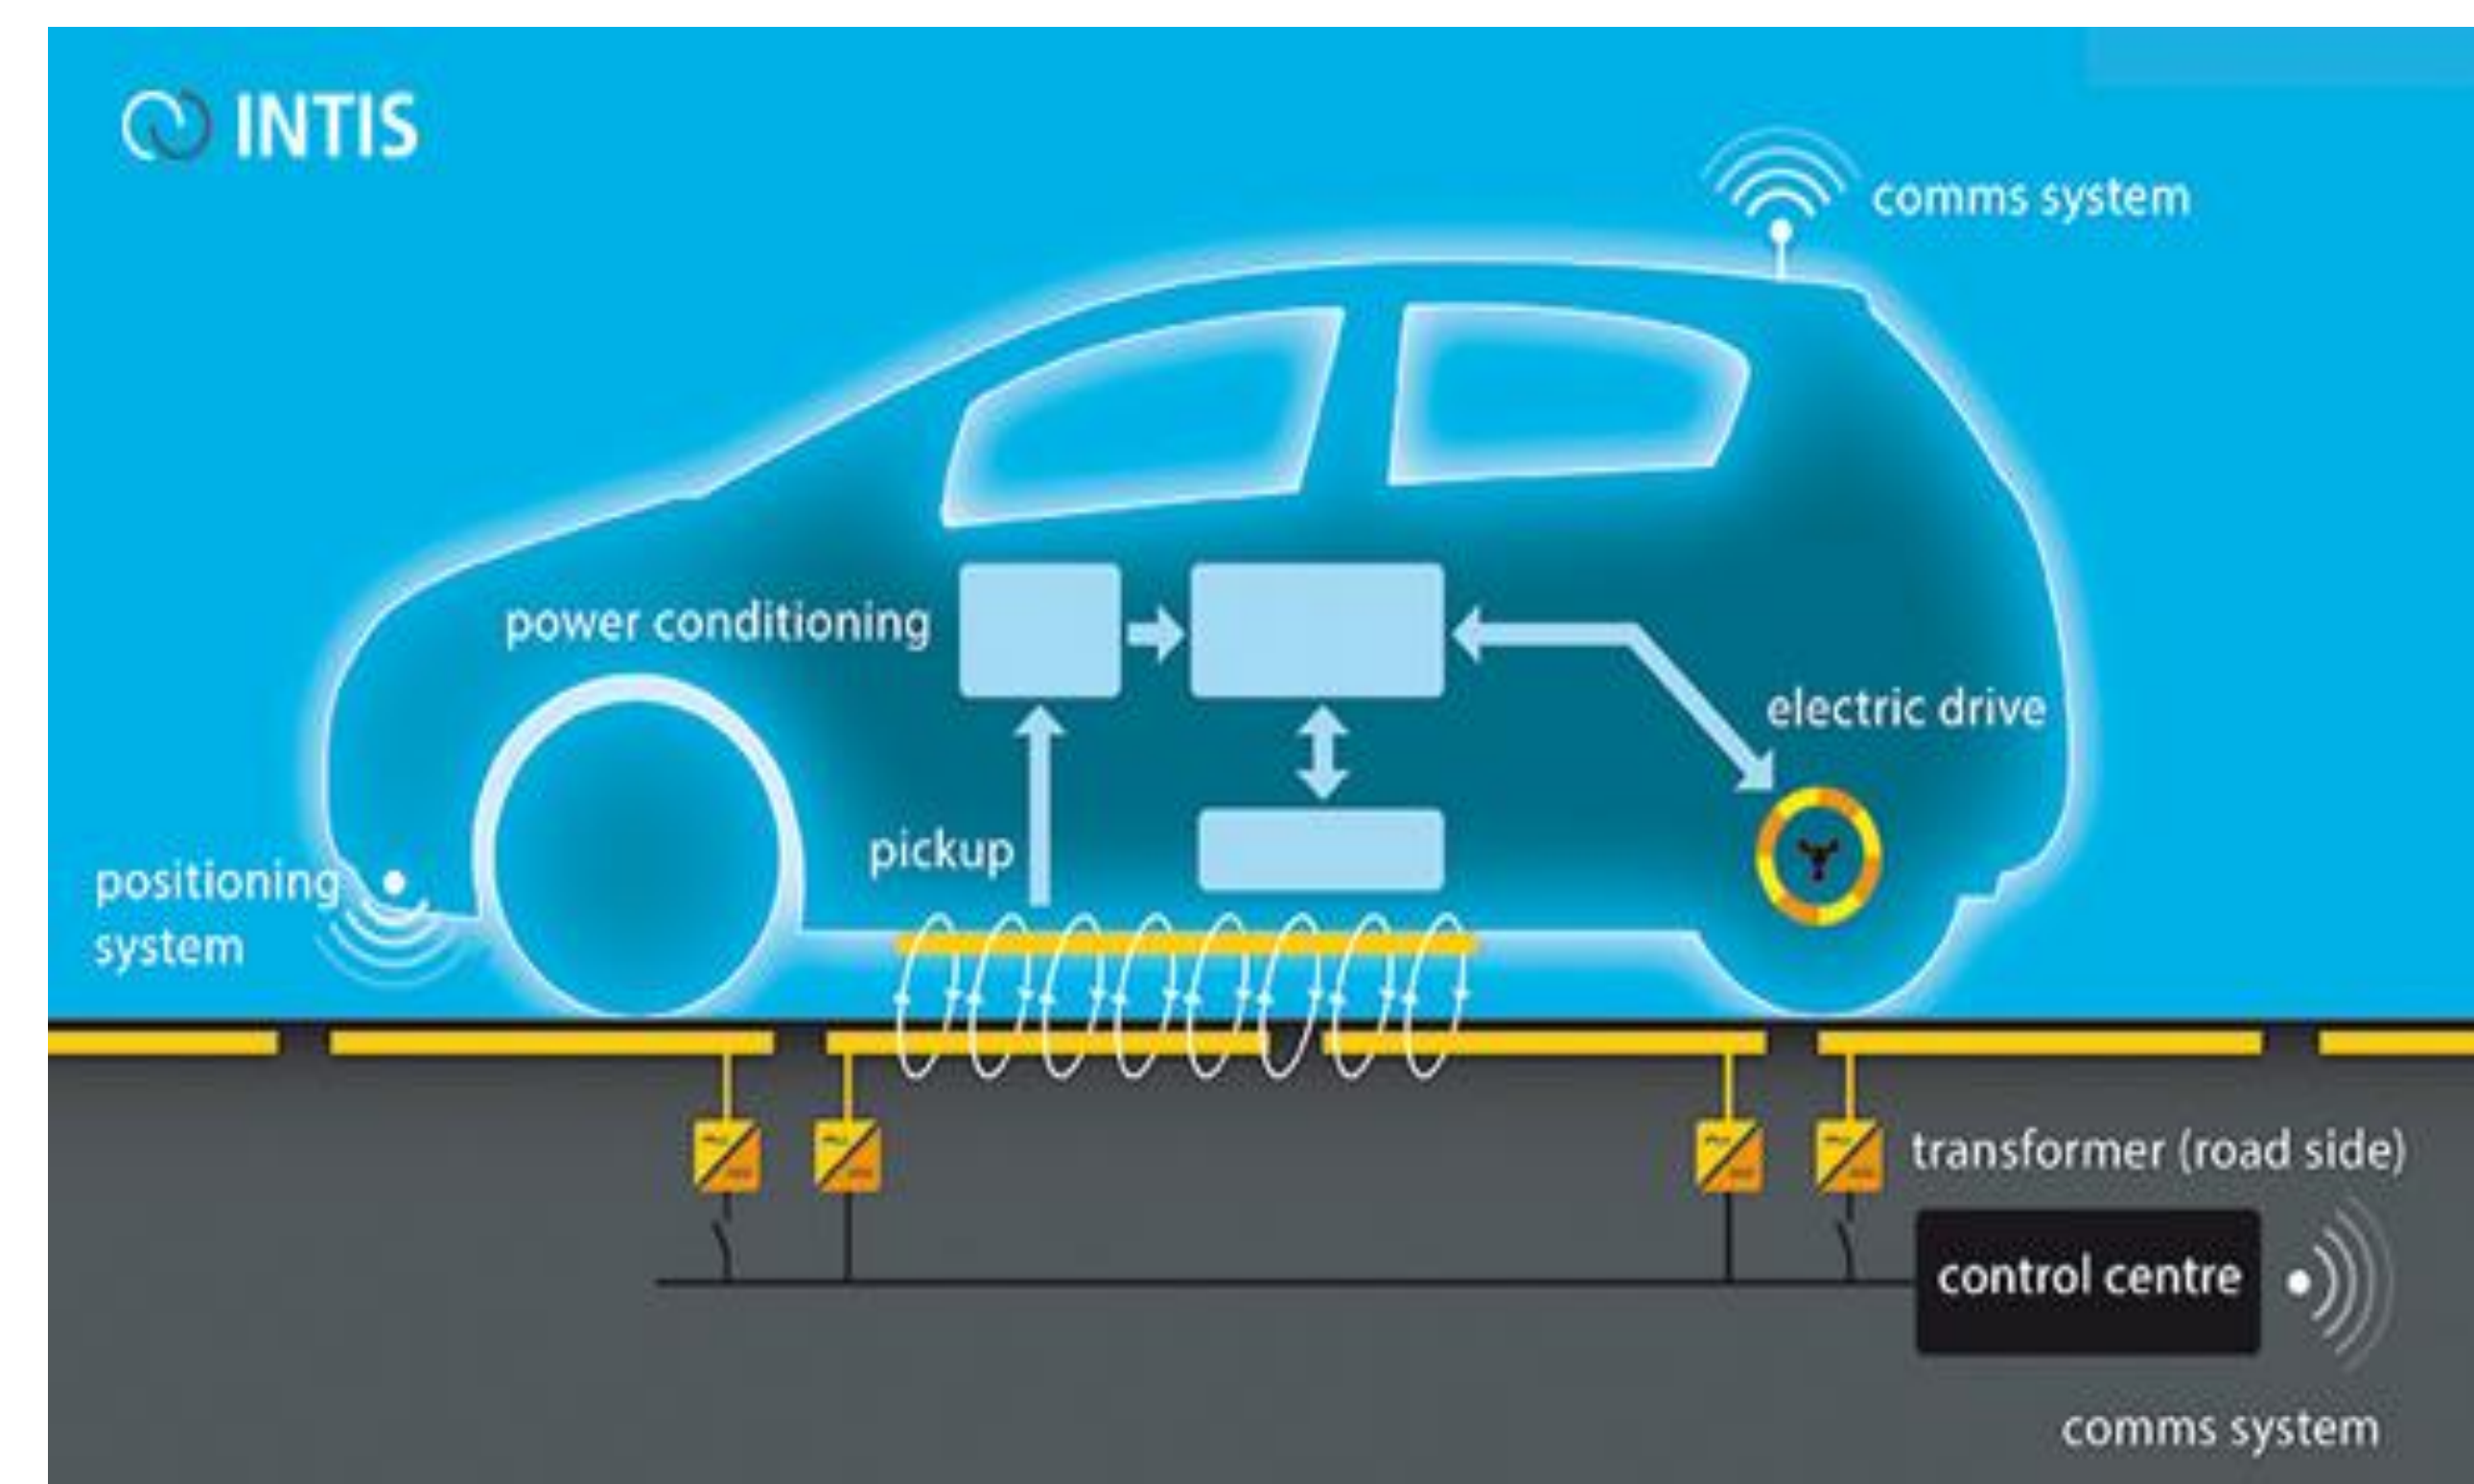 INTIS
comms system
power conditioning
electric drive
pickup
positioning
system
transformer (road side)
control centre
comms system